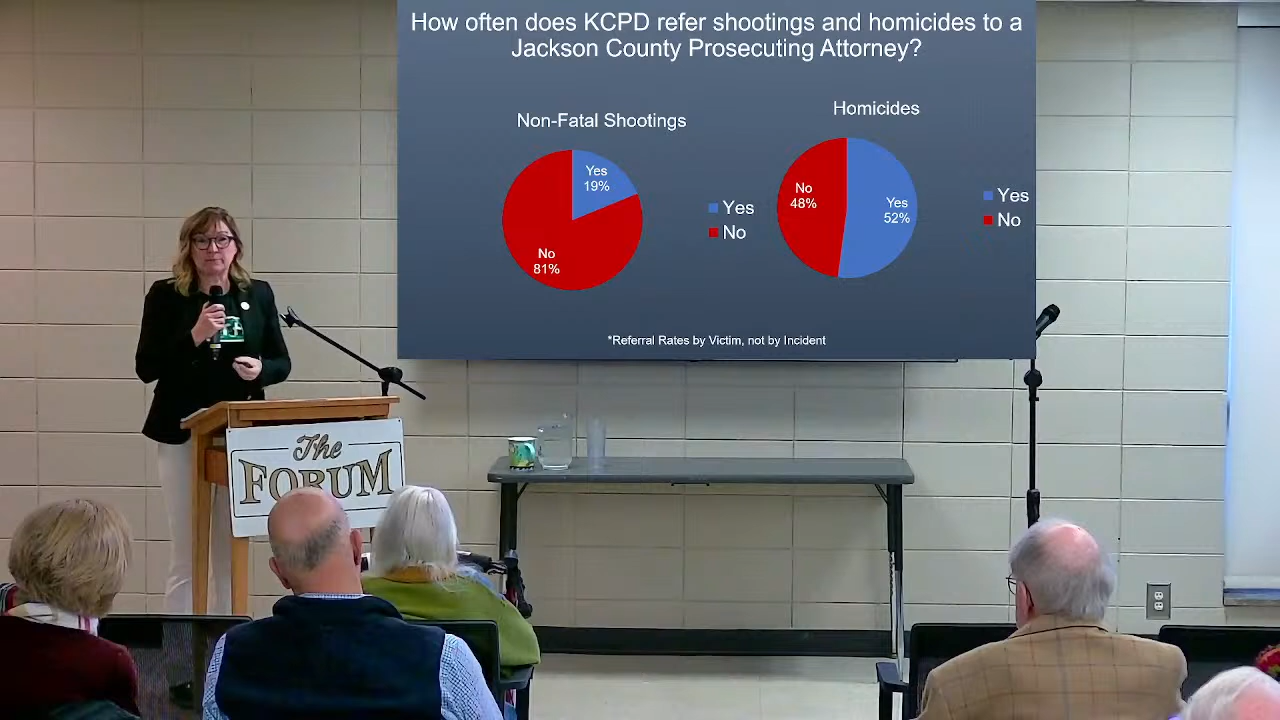 How often does KCPD refer shootings and homicides to a
Jackson County Prosecuting Attorney?
Non-Fatal Shootings
Yes
19%
No
81%
Yes
No
Homicides
No
48%
Yes
52%
Yes
No
*Referral Rates by Victim, not by Incident
The
FORUM